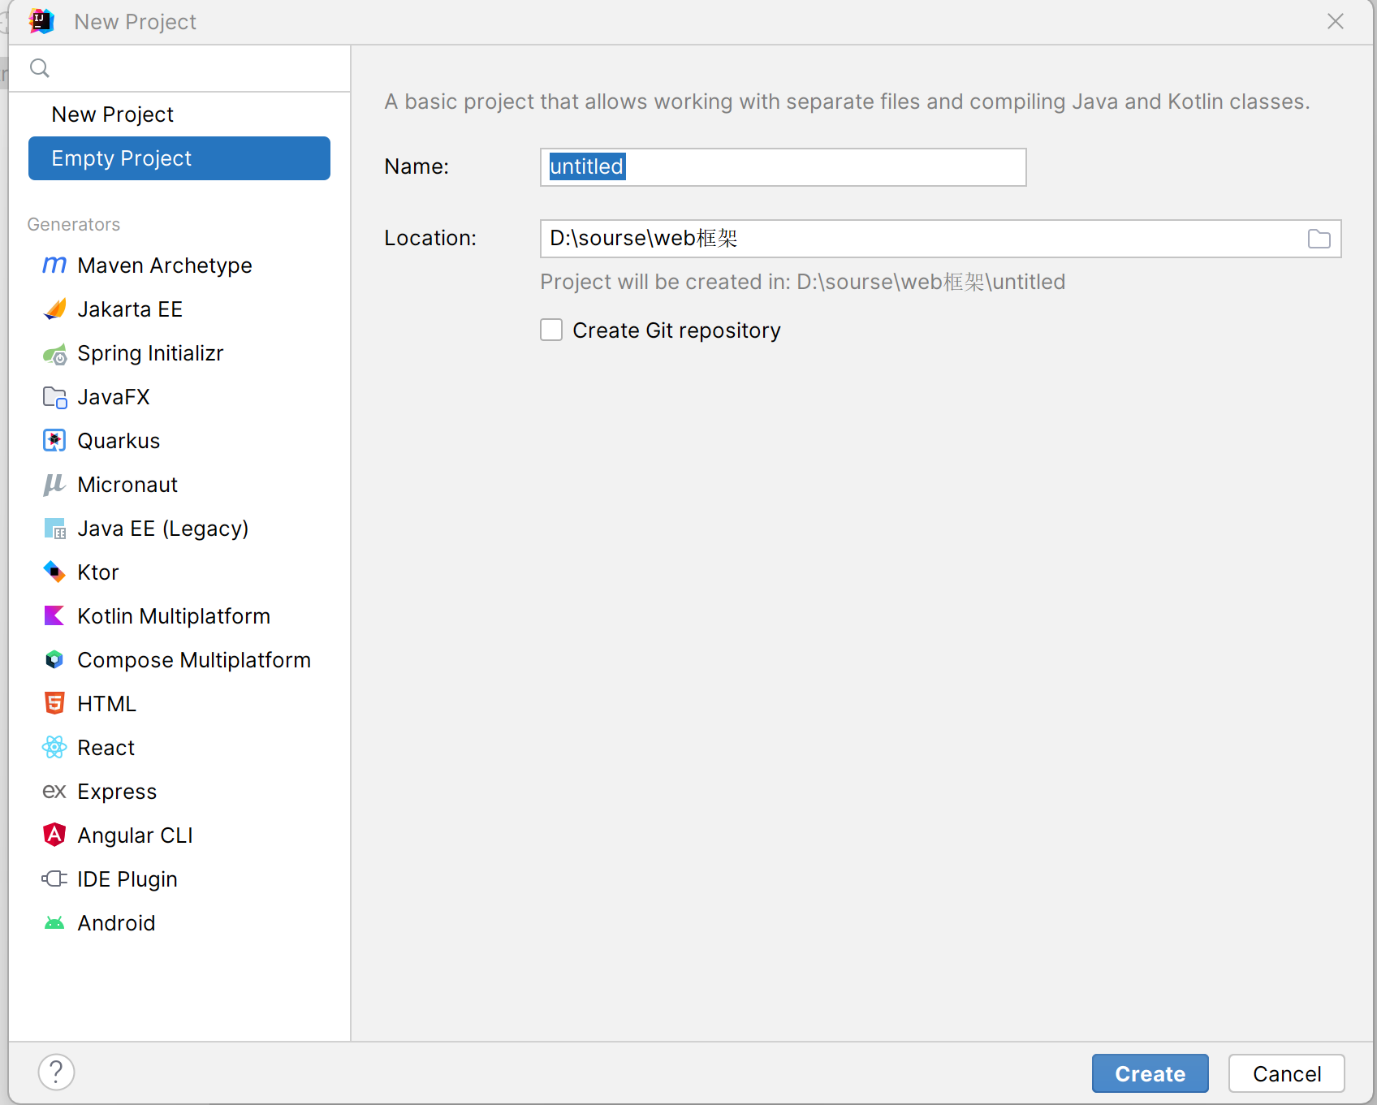 New Project
New Project
Empty Project
Generators
Maven Archetype
Jakarta EE
Spring Initializr
JavaFX
Quarkus
Micronaut
Java EE (Legacy)
Ktor
Kotlin Multiplatform
Compose Multiplatform
HTML
React
Express
Angular CLI
IDE Plugin
Android
A basic project that allows working with separate files and compiling Java and Kotlin classes.
Name: untitled
Location: D:\sourse\web框架
Project will be created in: D:\sourse\web框架\untitled
Create Git repository
? Create Cancel